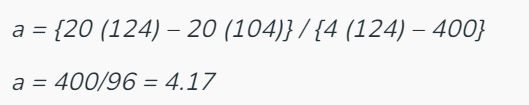 a = {20 (124) – 20 (104)} / {4 (124) – 400}
a = 400/96 = 4.17